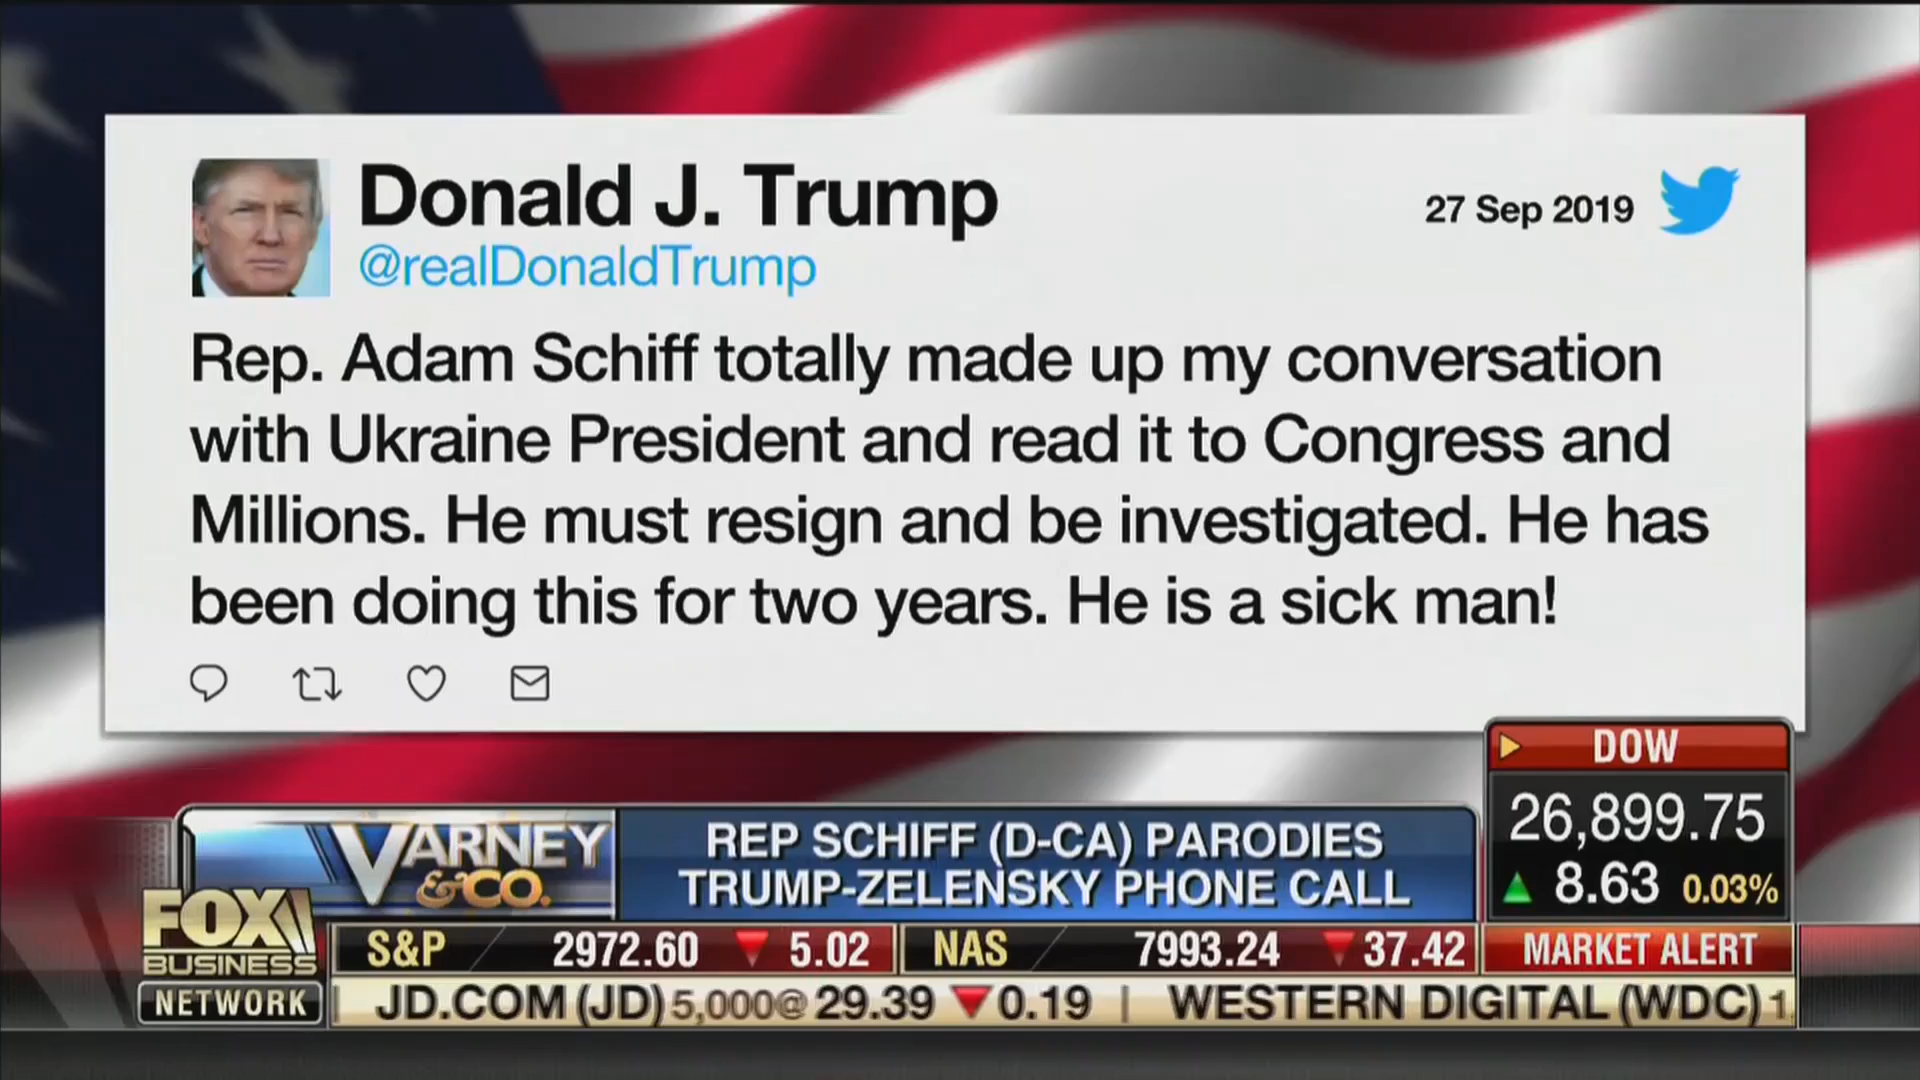 Donald J. Trump
@realDonaldTrump
27 Sep 2019
Rep. Adam Schiff totally made up my conversation
with Ukraine President and read it to Congress and
Millions. He must resign and be investigated. He has
been doing this for two years. He is a sick man!
DOW
26,899.75
8.63 0.03%
VARNEY
&CO.
REP SCHIFF (D-CA) PARODIES
TRUMP-ZELENSKY PHONE CALL
FOX
BUSINESS
NETWORK
S&P 2972.60 5.02 NAS 7993.24 37.42
MARKET ALERT
JD.COM (JD) 5,000@ 29.39 0.19 | WESTERN DIGITAL (WDC) 1